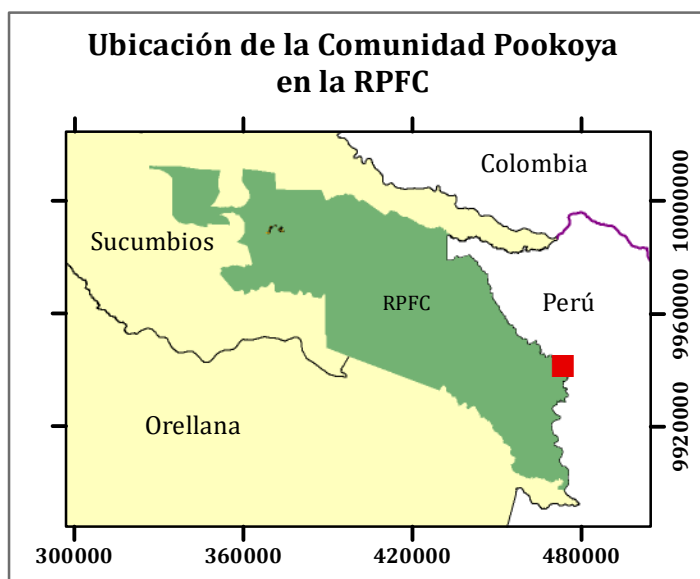 Ubicación de la Comunidad Pookoya
en la RPFC
Colombia
Sucumbios
Perú
RPFC
Orellana
10000000
9960000
9920000
300000
360000
420000
480000